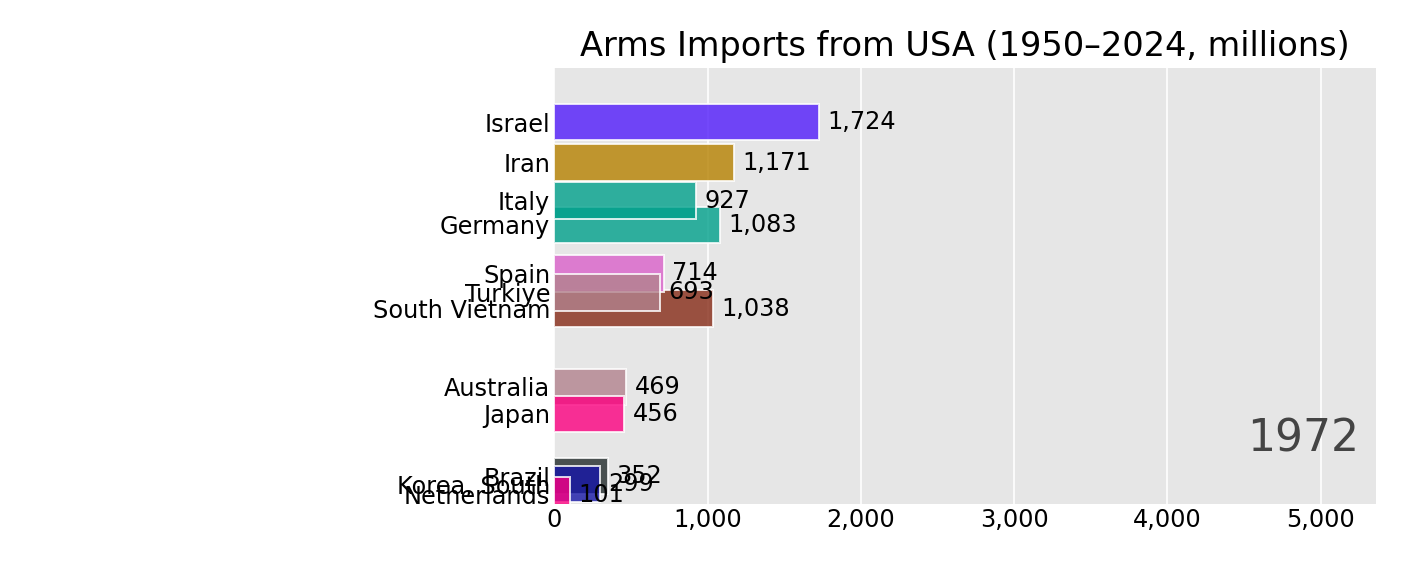 Arms Imports from USA (1950–2024, millions)
Israel 1,724
Iran 1,171
Italy 927
Germany 1,083
Spain 714
Türkiye 693
South Vietnam 1,038
Australia 469
Japan 456
1972
Brazil 352
Korea, South 299
Netherlands 101
0 1,000 2,000 3,000 4,000 5,000